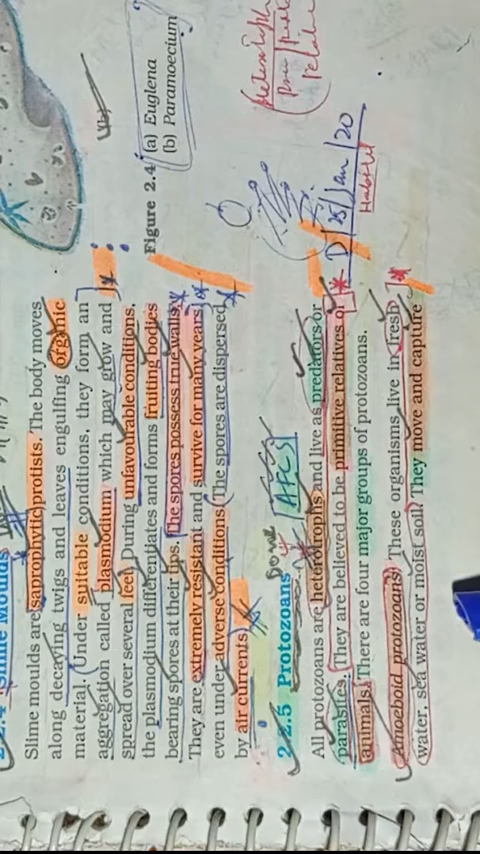 Slime Moulds
Slime moulds are saprophytic protists. The body moves
along decaying twigs and leaves engulfing organic
material. Under suitable conditions, they form an
aggregation called plasmodium which may grow and
spread over several feet. During unfavourable conditions,
the plasmodium differentiates and forms fruiting bodies
bearing spores at their tips. The spores possess true walls.
They are extremely resistant and survive for many years
even under adverse conditions. The spores are dispersed
by air currents.
2.2.5 Protozoans
Done
AFCS
All protozoans are heterotrophs and live as predators or
parasites. They are believed to be primitive relatives of
animals. There are four major groups of protozoans.
Amoeboid protozoans: These organisms live in fresh
water, sea water or moist soil. They move and capture
Figure 2.4 (a) Euglena
(b) Paramoecium
D/25/Jan/20
Habitat